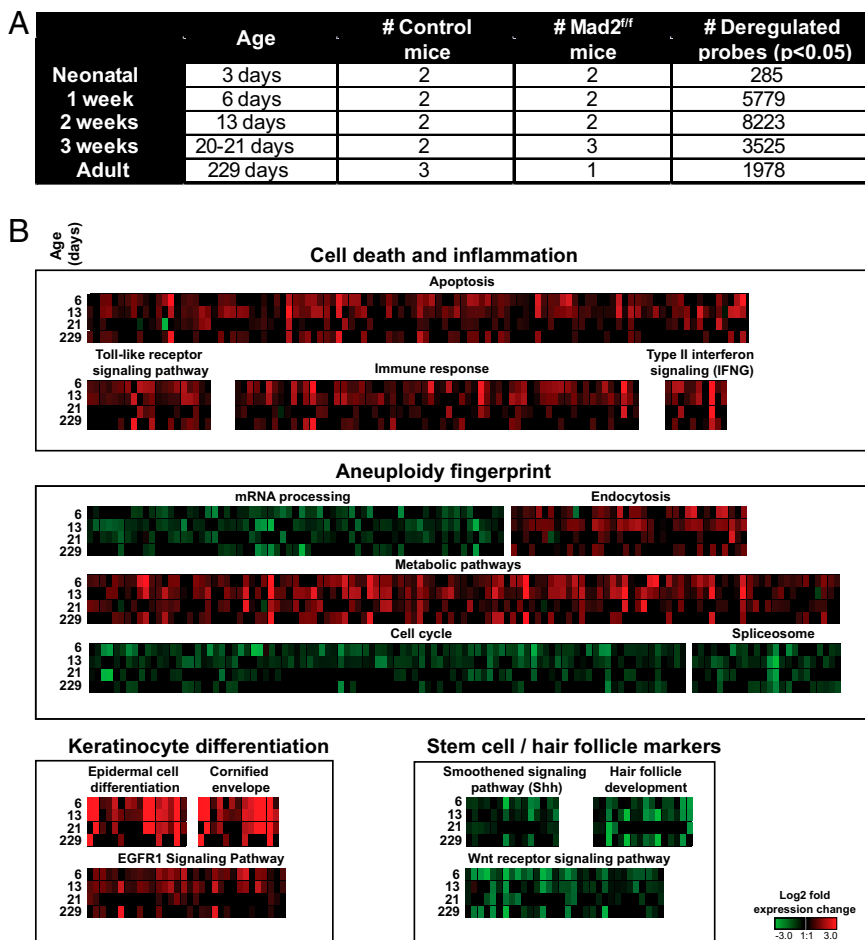 A
Age
# Control mice
# Mad2f/f mice
# Deregulated probes (p<0.05)
Neonatal 3 days 2 2 285
1 week 6 days 2 2 5779
2 weeks 13 days 2 2 8223
3 weeks 20-21 days 2 3 3525
Adult 229 days 3 1 1978
B
Age (days)
Cell death and inflammation
Apoptosis
6
13
21
229
Toll-like receptor signaling pathway
Immune response
Type II interferon signaling (IFNG)
6
13
21
229
Aneuploidy fingerprint
mRNA processing
Endocytosis
6
13
21
229
Metabolic pathways
6
13
21
229
Cell cycle
Spliceosome
6
13
21
229
Keratinocyte differentiation
Epidermal cell differentiation
Cornified envelope
6
13
21
229
EGFR1 Signaling Pathway
6
13
21
229
Stem cell / hair follicle markers
Smoothened signaling pathway (Shh)
Hair follicle development
6
13
21
229
Wnt receptor signaling pathway
6
13
21
229
Log2 fold expression change
-3.0 1:1 3.0